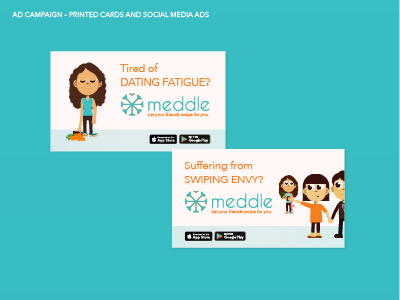 AD CAMPAIGN - PRINTED CARDS AND SOCIAL MEDIA ADS
Tired of
DATING FATIGUE?
meddle
Let your friends swipe for you
App Store
Google Play
Suffering from
SWIPING ENVY?
meddle
Let your friends swipe for you
App Store
Google Play